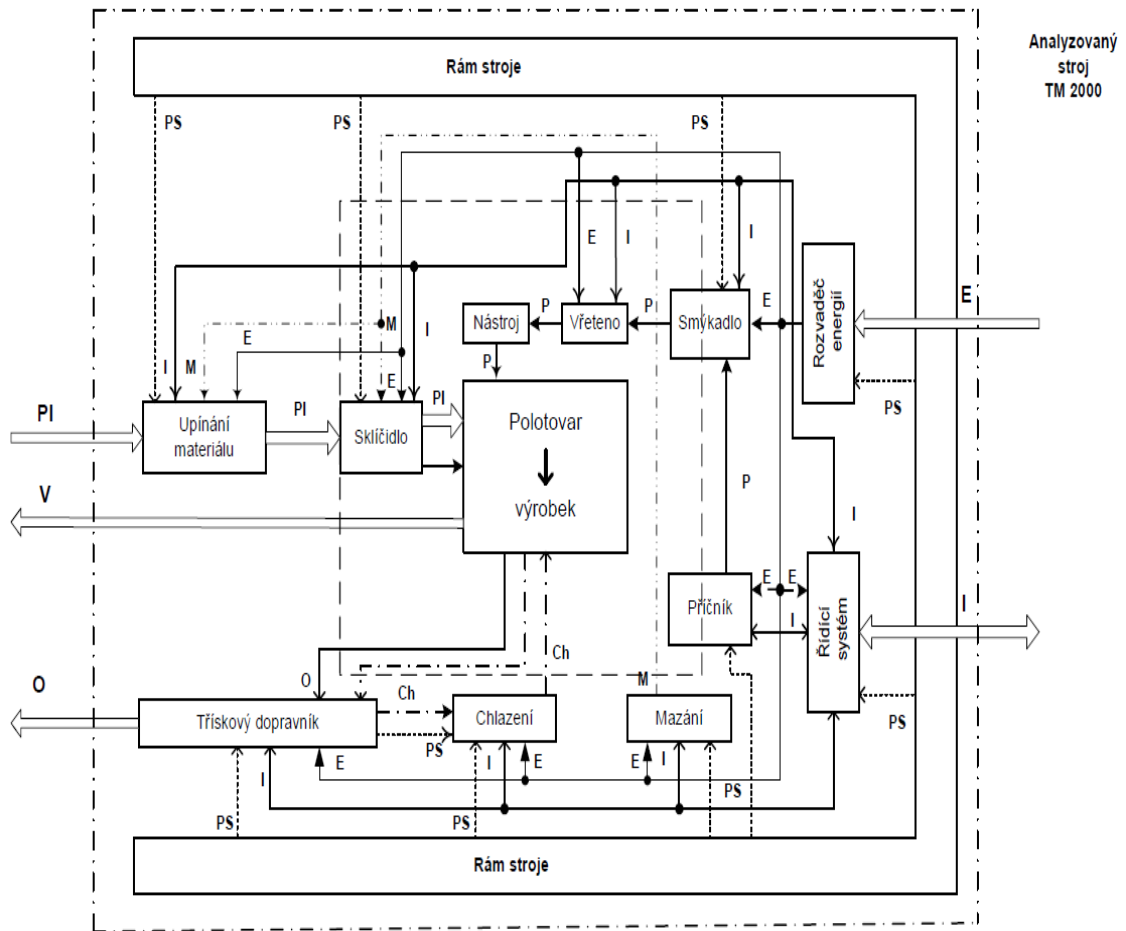 Rám stroje
Analyzovaný
stroj
TM 2000
PS
PS
PS
E
I
I
M
I
E
P
P
E
E
Nástroj
Vřeteno
Smýkadlo
Rozvaděč
energií
P
I
M
E
PI
PI
PI
PS
Upínání
materiálu
Sklíčidlo
Polotovar
výrobek
V
P
I
E
E
I
Příčník
Řídící
systém
I
Ch
O
O
Ch
M
Třískový dopravník
Chlazení
Mazání
PS
PS
E
I
E
E
I
I
PS
PS
PS
Rám stroje